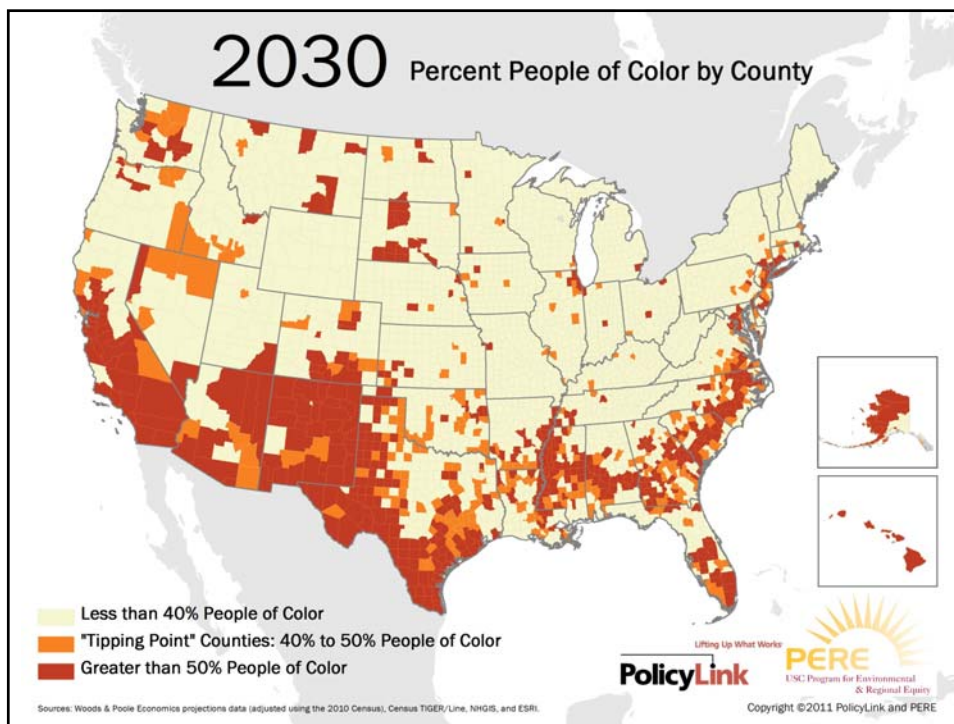 2030 Percent People of Color by County
Less than 40% People of Color
"Tipping Point" Counties: 40% to 50% People of Color
Greater than 50% People of Color
Lifting Up What Works
PolicyLink
PERE
USC Program for Environmental
& Regional Equity
Sources: Woods & Poole Economics projections data (adjusted using the 2010 Census), Census TIGER/Line, NHGIS, and ESRI.
Copyright ©2011 PolicyLink and PERE